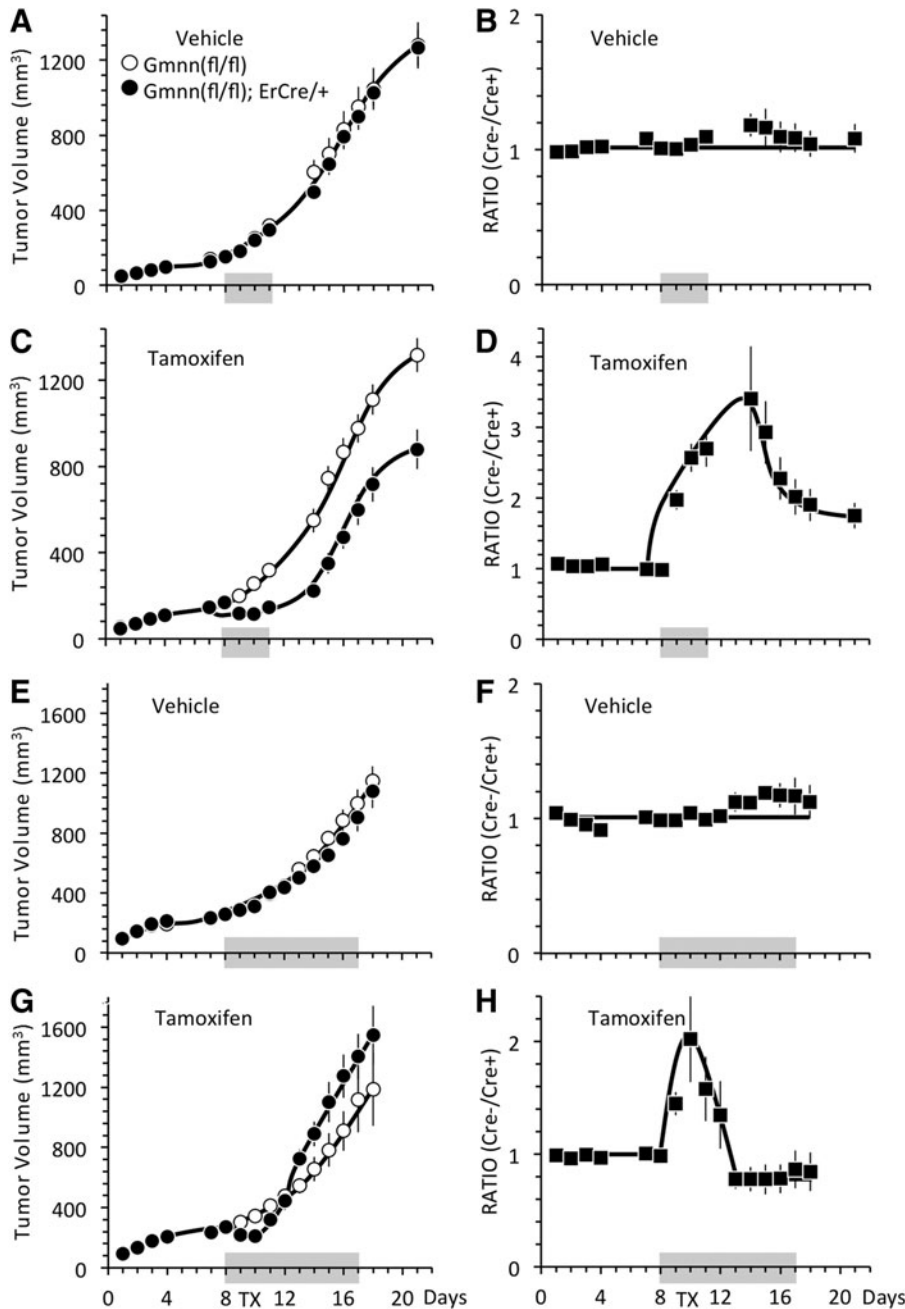 A
Vehicle
Gmnn(fl/fl)
Gmnn(fl/fl); ErCre/+
Tumor Volume (mm³)
1200
800
400
0
B
Vehicle
RATIO (Cre-/Cre+)
2
1
0
C
Tamoxifen
Tumor Volume (mm³)
1200
800
400
0
D
Tamoxifen
RATIO (Cre-/Cre+)
4
3
2
1
0
E
Vehicle
Tumor Volume (mm³)
1600
1200
800
400
0
F
Vehicle
RATIO (Cre-/Cre+)
2
1
0
G
Tamoxifen
Tumor Volume (mm³)
1600
1200
800
400
0
0 4 8 TX 12 16 20 Days
H
Tamoxifen
RATIO (Cre-/Cre+)
2
1
0
0 4 8 TX 12 16 20 Days